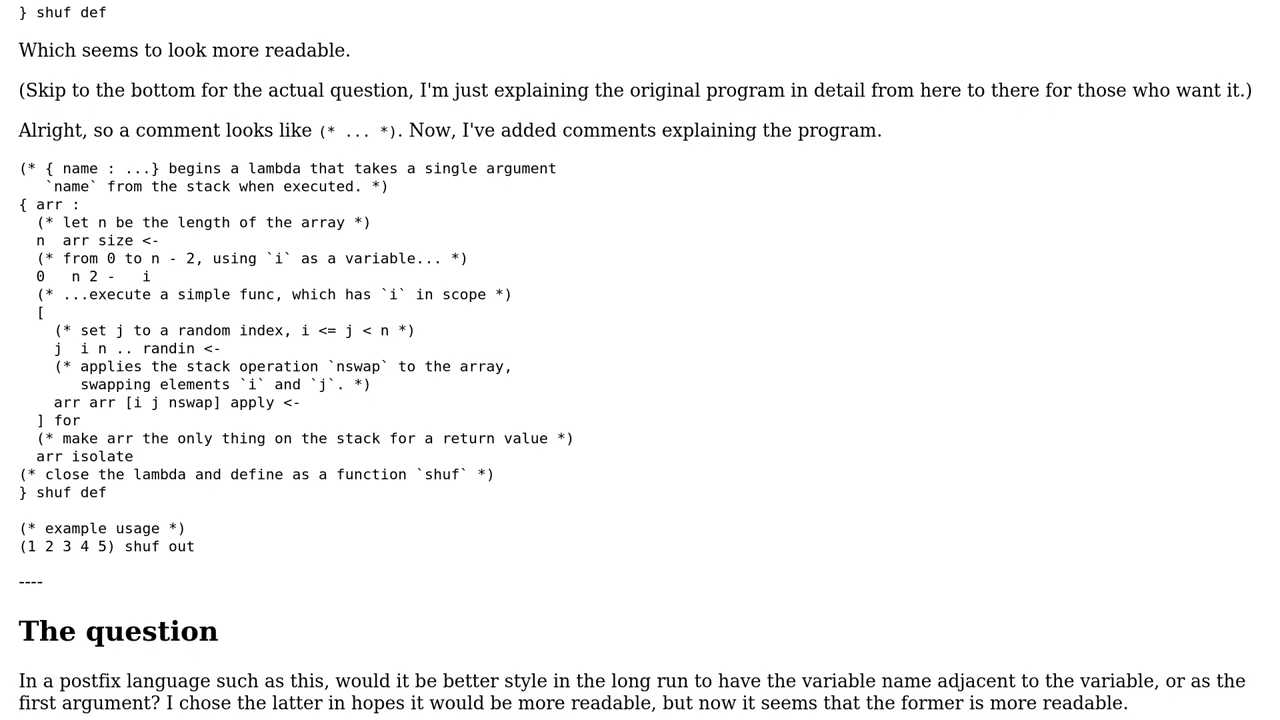 } shuf def
Which seems to look more readable.
(Skip to the bottom for the actual question, I'm just explaining the original program in detail from here to there for those who want it.)
Alright, so a comment looks like (* ... *). Now, I've added comments explaining the program.
(* { name : ...} begins a lambda that takes a single argument
   `name` from the stack when executed. *)
{ arr :
  (* let n be the length of the array *)
  n  arr size <-
  (* from 0 to n - 2, using `i` as a variable... *)
  0   n 2 -   i
  (* ...execute a simple func, which has `i` in scope *)
  [
    (* set j to a random index, i <= j < n *)
    j  i n .. randin <-
    (* applies the stack operation `nswap` to the array,
       swapping elements `i` and `j`. *)
    arr arr [i j nswap] apply <-
  ] for
  (* make arr the only thing on the stack for a return value *)
  arr isolate
(* close the lambda and define as a function `shuf` *)
} shuf def

(* example usage *)
(1 2 3 4 5) shuf out
----
The question
In a postfix language such as this, would it be better style in the long run to have the variable name adjacent to the variable, or as the
first argument? I chose the latter in hopes it would be more readable, but now it seems that the former is more readable.